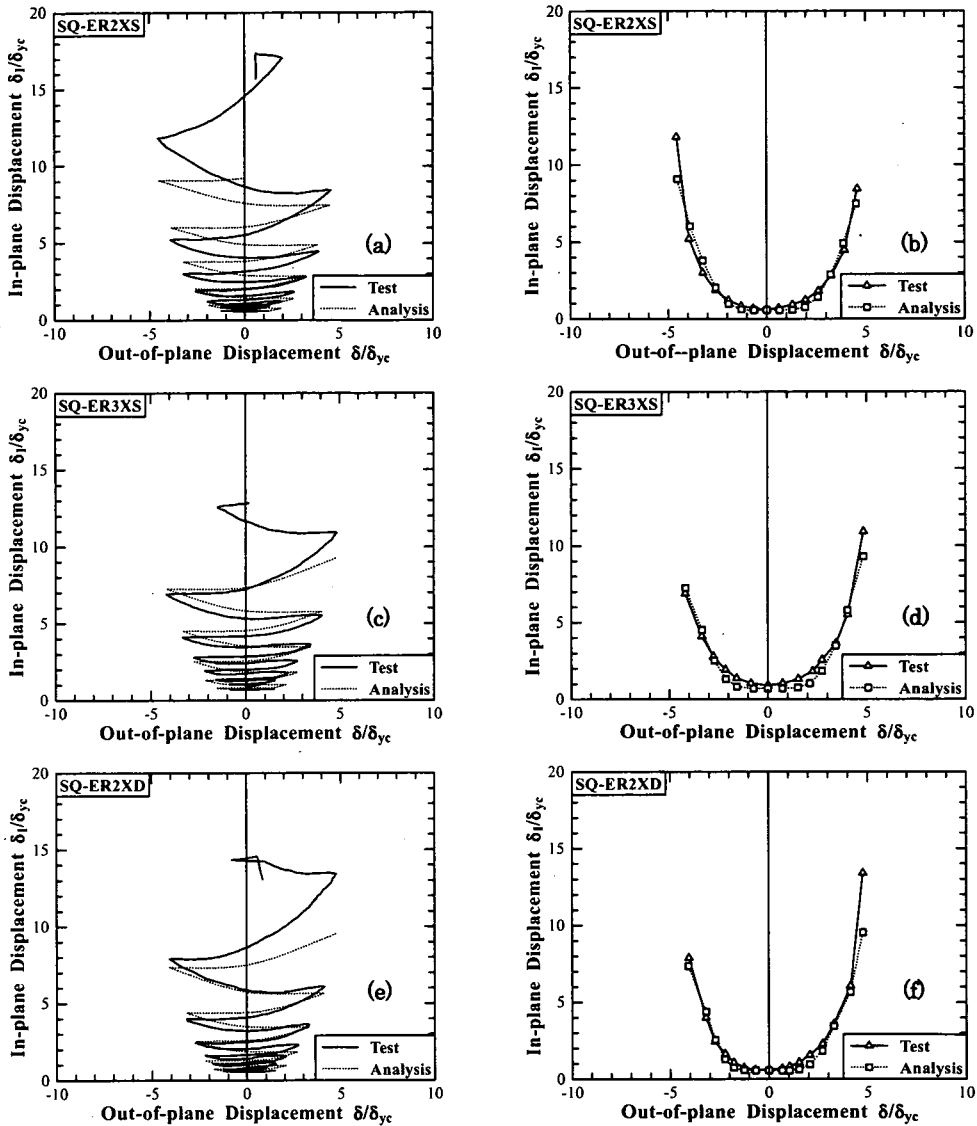 SQ-ER2XS
20
15
10
5
0
-10
-5
0
5
10
In-plane Displacement δI/δyc
Out-of-plane Displacement δ/δyc
(a)
Test
Analysis
SQ-ER2XS
20
15
10
5
0
-10
-5
0
5
10
In-plane Displacement δI/δyc
Out-of--plane Displacement δ/δyc
(b)
Test
Analysis
SQ-ER3XS
20
15
10
5
0
-10
-5
0
5
10
In-plane Displacement δI/δyc
Out-of-plane Displacement δ/δyc
(c)
Test
Analysis
SQ-ER3XS
20
15
10
5
0
-10
-5
0
5
10
In-plane Displacement δI/δyc
Out-of-plane Displacement δ/δyc
(d)
Test
Analysis
SQ-ER2XD
20
15
10
5
0
-10
-5
0
5
10
In-plane Displacement δI/δyc
Out-of-plane Displacement δ/δyc
(e)
Test
Analysis
SQ-ER2XD
20
15
10
5
0
-10
-5
0
5
10
In-plane Displacement δI/δyc
Out-of-plane Displacement δ/δyc
(f)
Test
Analysis